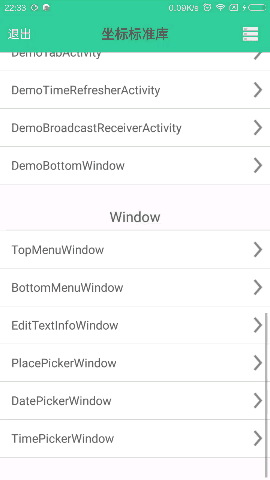 22:33 0.09K/s
退出 坐标标准库
DemoTabActivity
DemoTimeRefresherActivity
DemoBroadcastReceiverActivity
DemoBottomWindow
Window
TopMenuWindow
BottomMenuWindow
EditTextInfoWindow
PlacePickerWindow
DatePickerWindow
TimePickerWindow